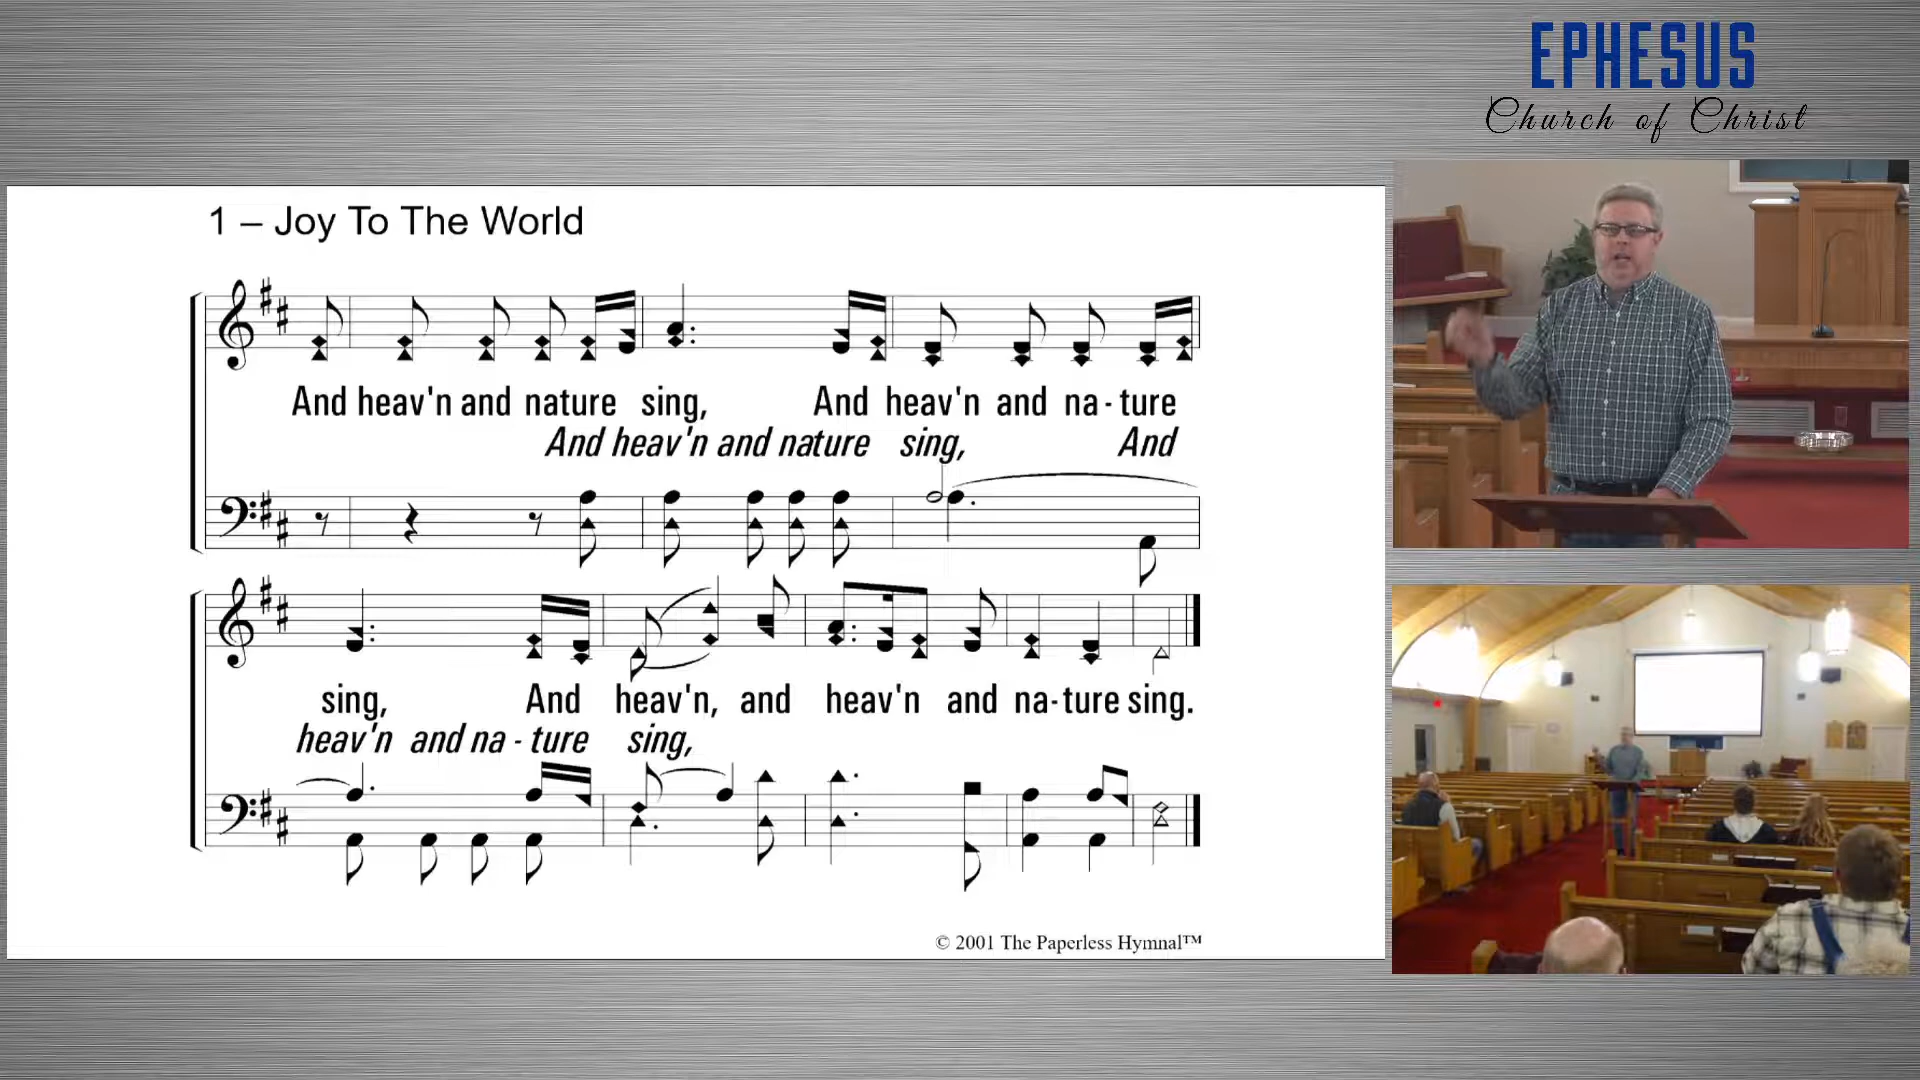 EPHESUS
Church of Christ
1 – Joy To The World
And heav'n and nature sing, And heav'n and na - ture
And heav'n and nature sing, And
sing, And heav'n, and heav'n and na-ture sing.
heav'n and na - ture sing,
© 2001 The Paperless Hymnal™